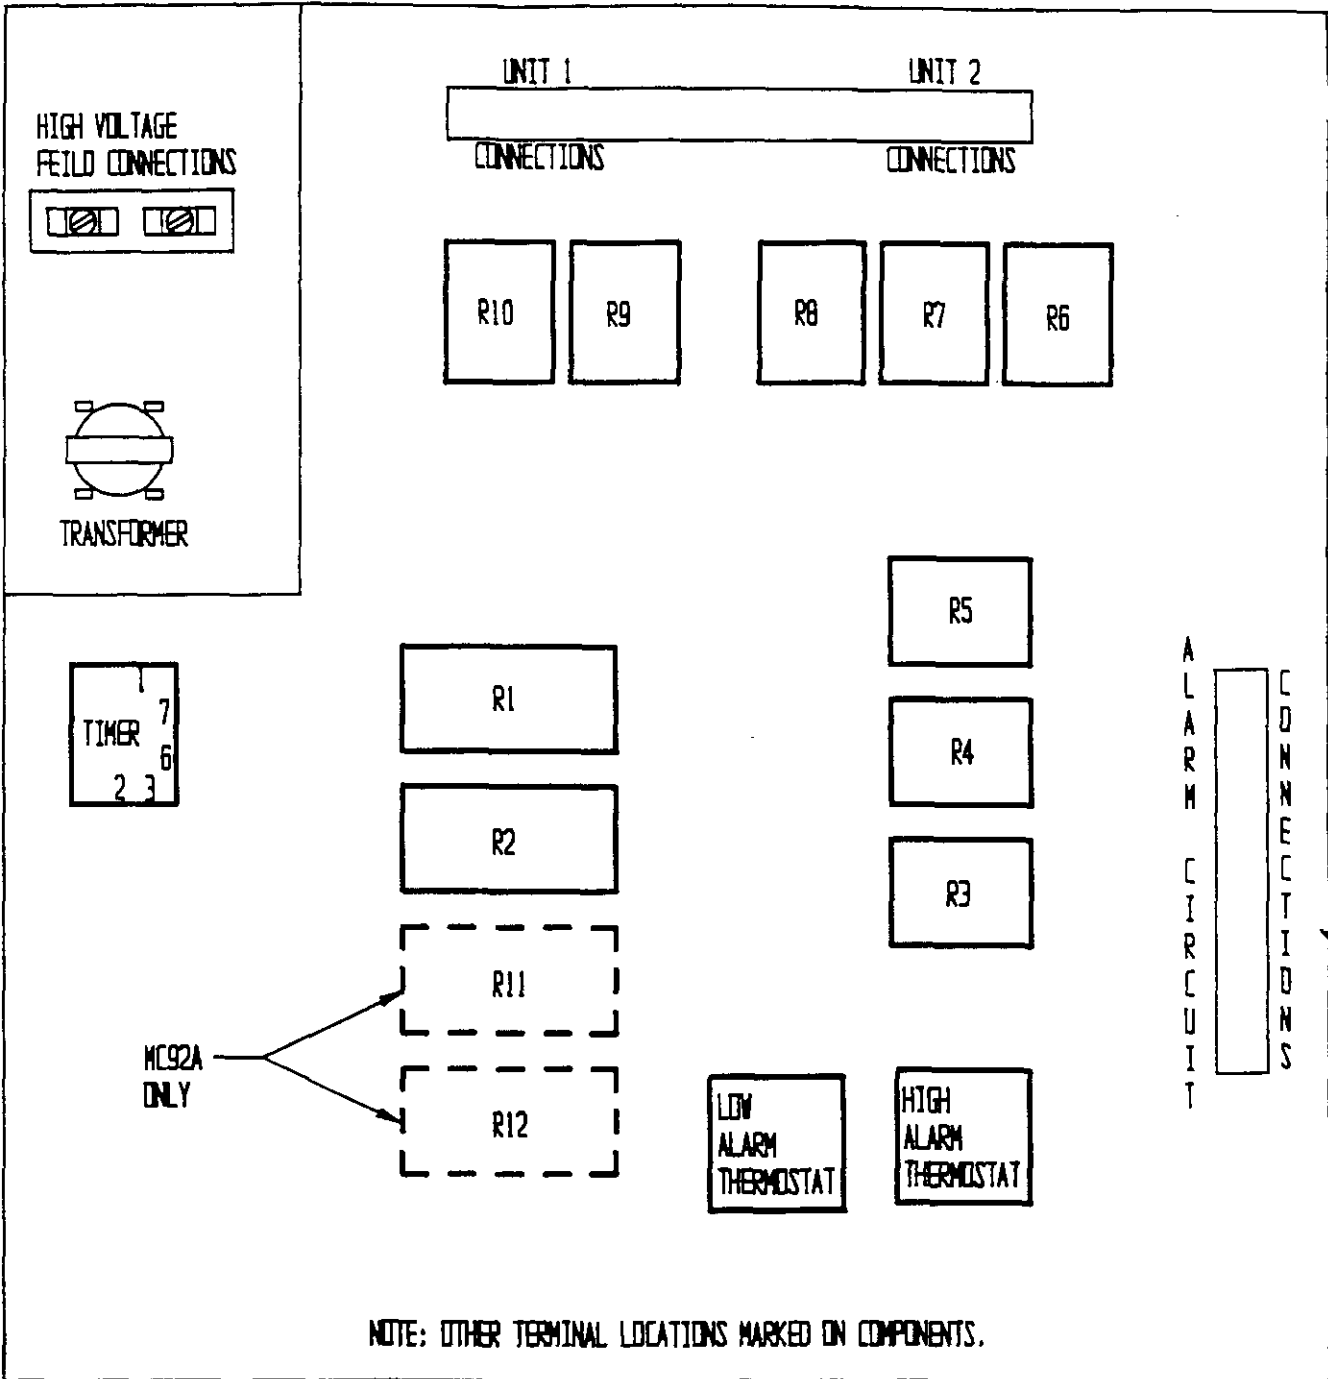 UNIT 1
UNIT 2
HIGH VOLTAGE
FEILD CONNECTIONS
CONNECTIONS
CONNECTIONS
R10
R9
R8
R7
R6
TRANSFORMER
R5
1
7
TIMER
6
2 3
R1
R4
R2
R3
R11
MC92A
ONLY
R12
LOW
ALARM
THERMOSTAT
HIGH
ALARM
THERMOSTAT
ALARM CIRCUIT
CONNECTIONS
NOTE: OTHER TERMINAL LOCATIONS MARKED ON COMPONENTS.